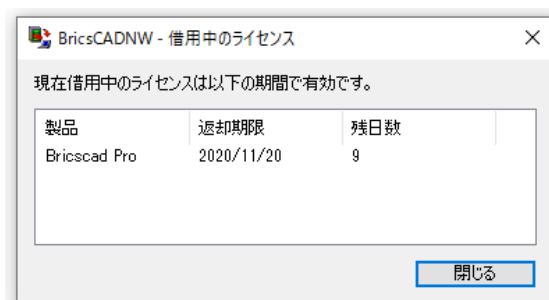 BricsCADNW - 借用中のライセンス
現在借用中のライセンスは以下の期間で有効です。
製品 返却期限 残日数
Bricscad Pro 2020/11/20 9
閉じる